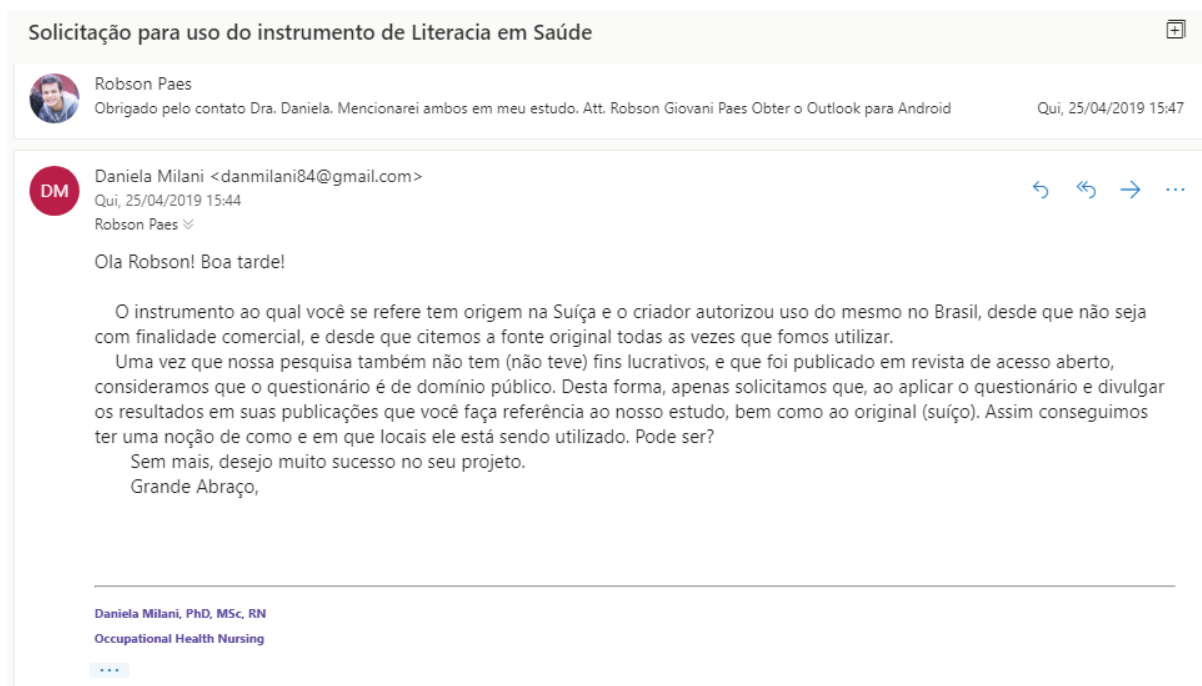 Solicitação para uso do instrumento de Literacia em Saúde
Robson Paes
Obrigado pelo contato Dra. Daniela. Mencionarei ambos em meu estudo. Att. Robson Giovani Paes Obter o Outlook para Android
Qui, 25/04/2019 15:47
DM
Daniela Milani <danmilani84@gmail.com>
Qui, 25/04/2019 15:44
Robson Paes
Ola Robson! Boa tarde!
O instrumento ao qual você se refere tem origem na Suíça e o criador autorizou uso do mesmo no Brasil, desde que não seja
com finalidade comercial, e desde que citemos a fonte original todas as vezes que fomos utilizar.
Uma vez que nossa pesquisa também não tem (não teve) fins lucrativos, e que foi publicado em revista de acesso aberto,
consideramos que o questionário é de domínio público. Desta forma, apenas solicitamos que, ao aplicar o questionário e divulgar
os resultados em suas publicações que você faça referência ao nosso estudo, bem como ao original (suíço). Assim conseguimos
ter uma noção de como e em que locais ele está sendo utilizado. Pode ser?
Sem mais, desejo muito sucesso no seu projeto.
Grande Abraço,
Daniela Milani, PhD, MSc, RN
Occupational Health Nursing
...